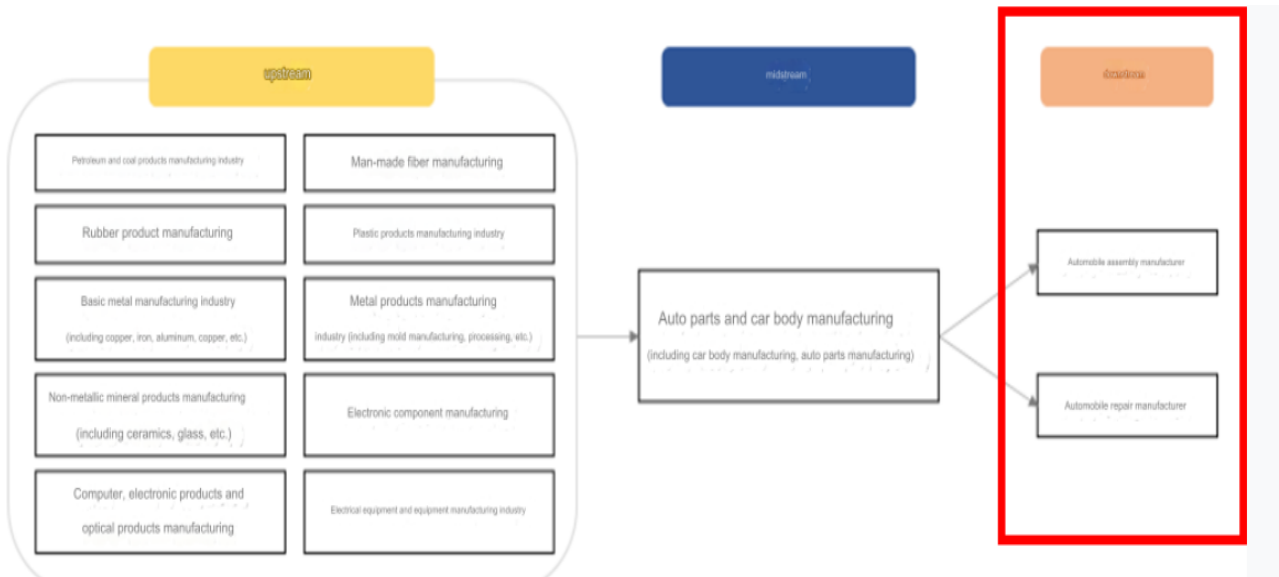 upstream
midstream
Petroleum and coal products manufacturing industry
Man-made fiber manufacturing
Rubber product manufacturing
Plastic products manufacturing industry
Basic metal manufacturing industry
(including copper, iron, aluminum, copper, etc.)
Metal products manufacturing
industry (including mold manufacturing, processing, etc.)
Non-metallic mineral products manufacturing
(including ceramics, glass, etc.)
Electronic component manufacturing
Computer, electronic products and
optical products manufacturing
Electrical equipment and equipment manufacturing industry
Auto parts and car body manufacturing
(including car body manufacturing, auto parts manufacturing)
Automobile assembly manufacturer
Automobile repair manufacturer